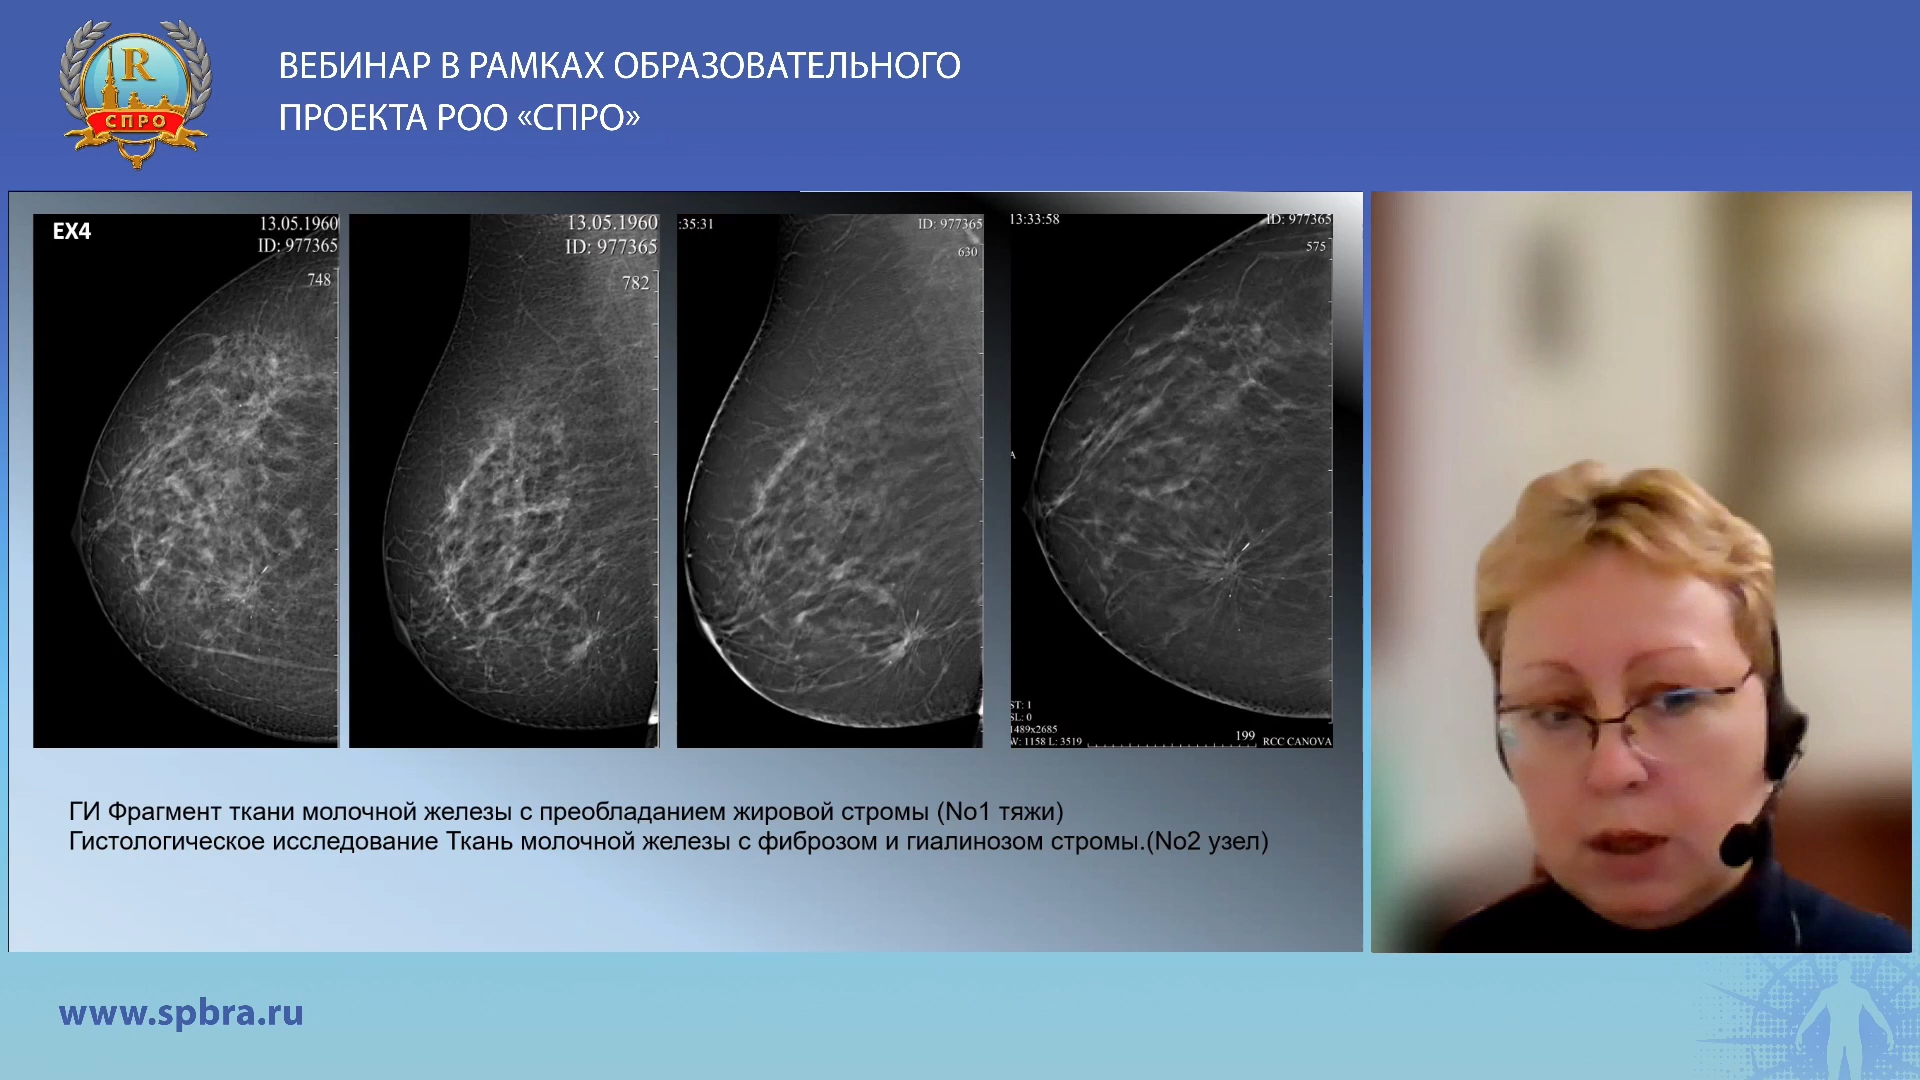 R
СПРО
ВЕБИНАР В РАМКАХ ОБРАЗОВАТЕЛЬНОГО
ПРОЕКТА РОО «СПРО»
EX4
13.05.1960
ID: 977365
748
13.05.1960
ID: 977365
782
:35:31
ID: 977365
630
13:33:58
ID: 977365
575
A
ST: 1
SL: 0
1489x2685
W: 1158 L: 3519
199
RCC CANOVA
ГИ Фрагмент ткани молочной железы с преобладанием жировой стромы (No1 тяжи)
Гистологическое исследование Ткань молочной железы с фиброзом и гиалинозом стромы.(No2 узел)
www.spbra.ru